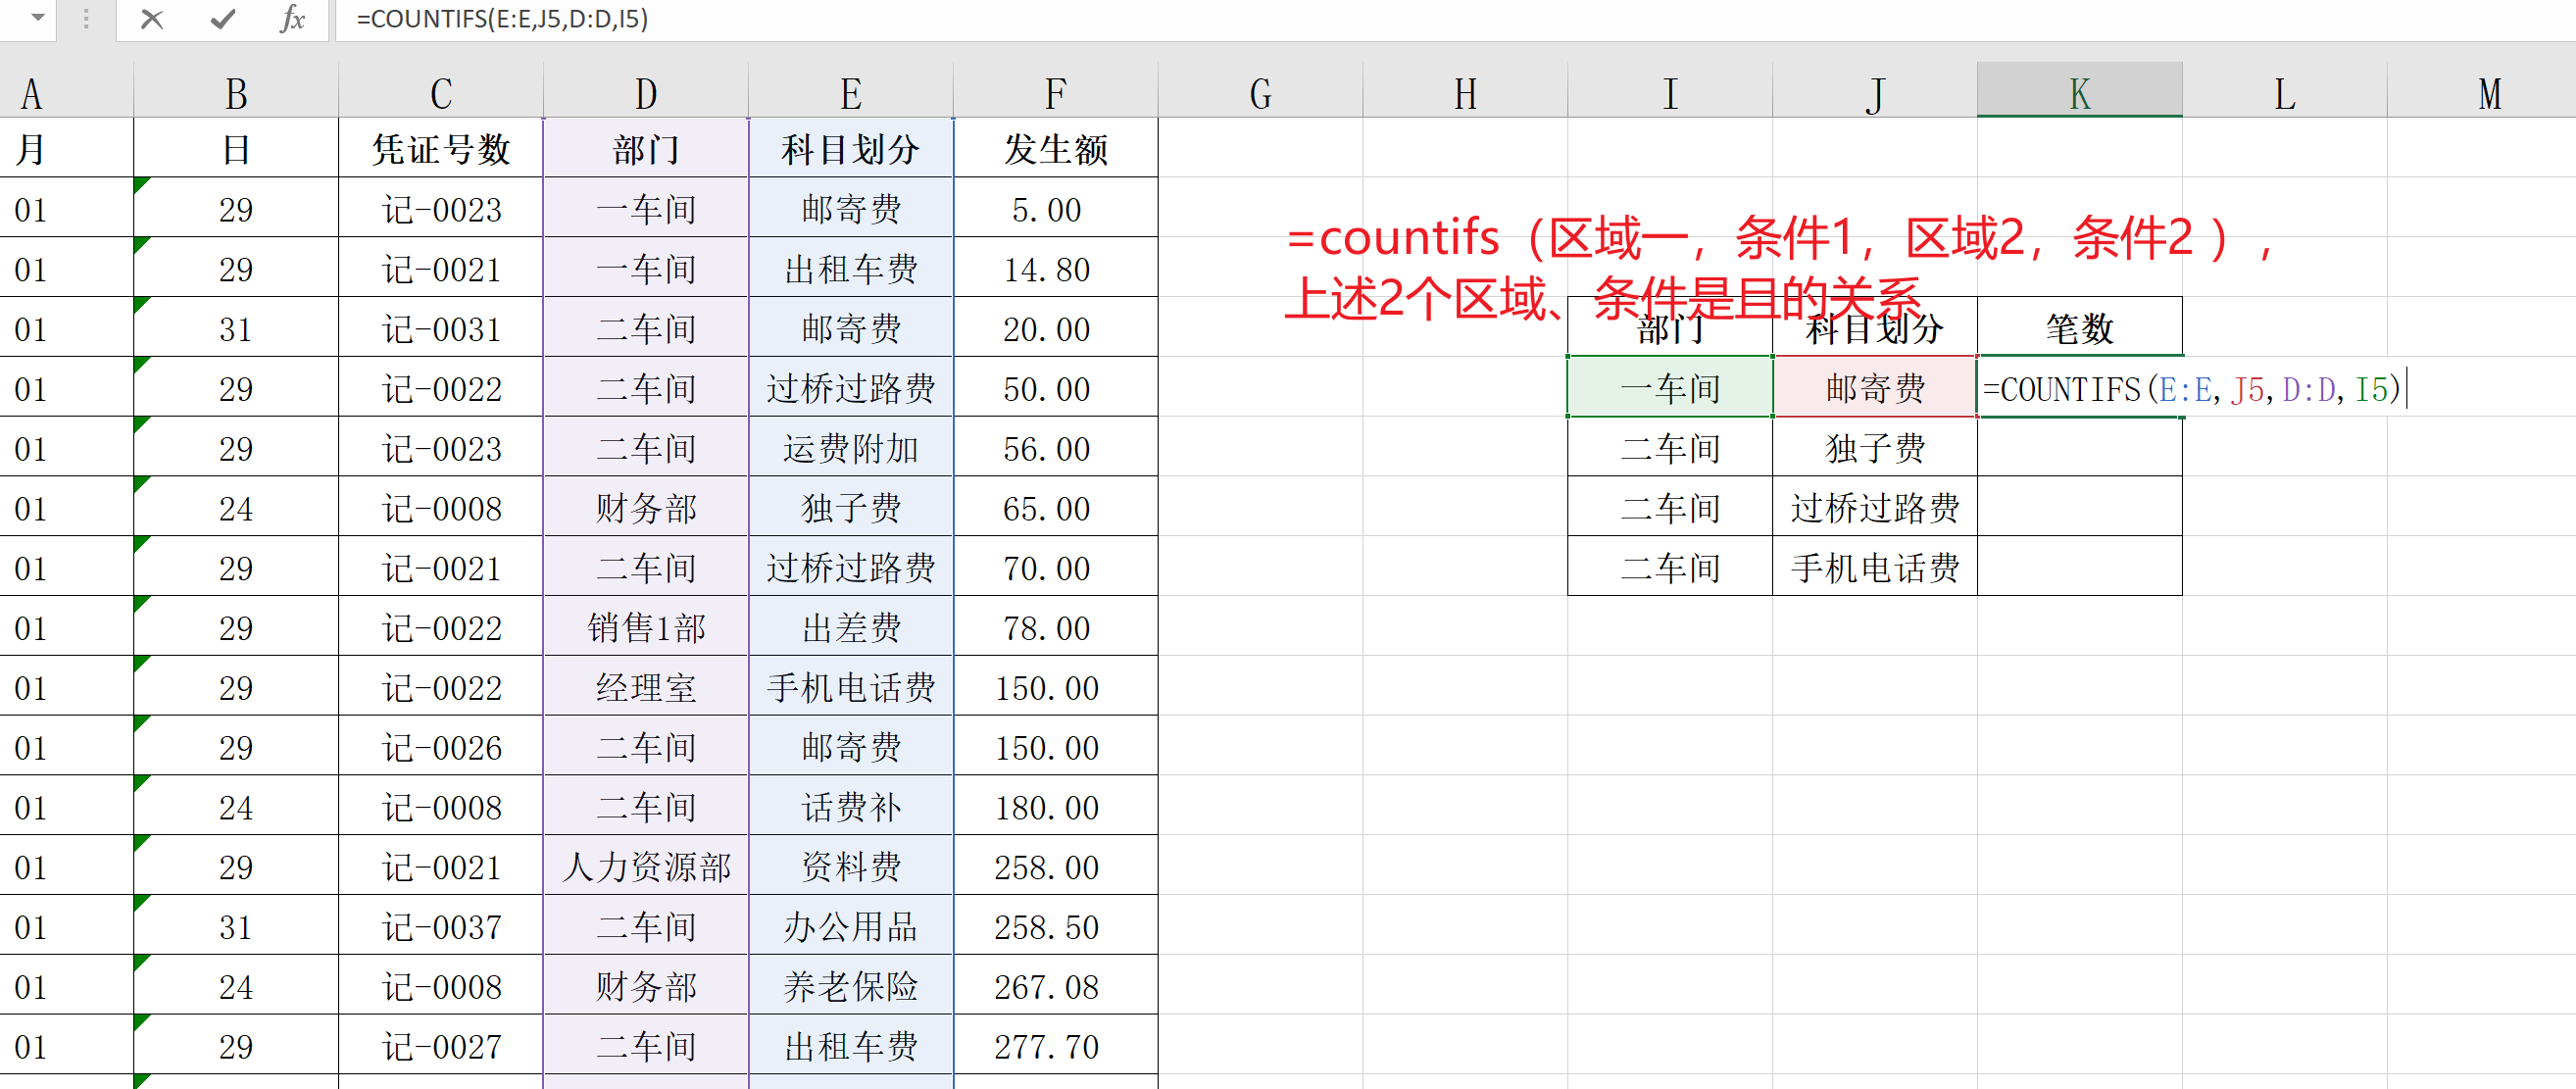 =COUNTIFS(E:E,J5,D:D,I5)
A B C D E F G H I J K L M
月 日 凭证号数 部门 科目划分 发生额
01 29 记-0023 一车间 邮寄费 5.00
=countifs（区域一，条件1，区域2，条件2 ），
01 29 记-0021 一车间 出租车费 14.80
上述2个区域、条件是且的关系
01 31 记-0031 二车间 邮寄费 20.00 部门 科目划分 笔数
01 29 记-0022 二车间 过桥过路费 50.00 一车间 邮寄费 =COUNTIFS(E:E,J5,D:D,I5)
01 29 记-0023 二车间 运费附加 56.00 二车间 独子费
01 24 记-0008 财务部 独子费 65.00 二车间 过桥过路费
01 29 记-0021 二车间 过桥过路费 70.00 二车间 手机电话费
01 29 记-0022 销售1部 出差费 78.00
01 29 记-0022 经理室 手机电话费 150.00
01 29 记-0026 二车间 邮寄费 150.00
01 24 记-0008 二车间 话费补 180.00
01 29 记-0021 人力资源部 资料费 258.00
01 31 记-0037 二车间 办公用品 258.50
01 24 记-0008 财务部 养老保险 267.08
01 29 记-0027 二车间 出租车费 277.70